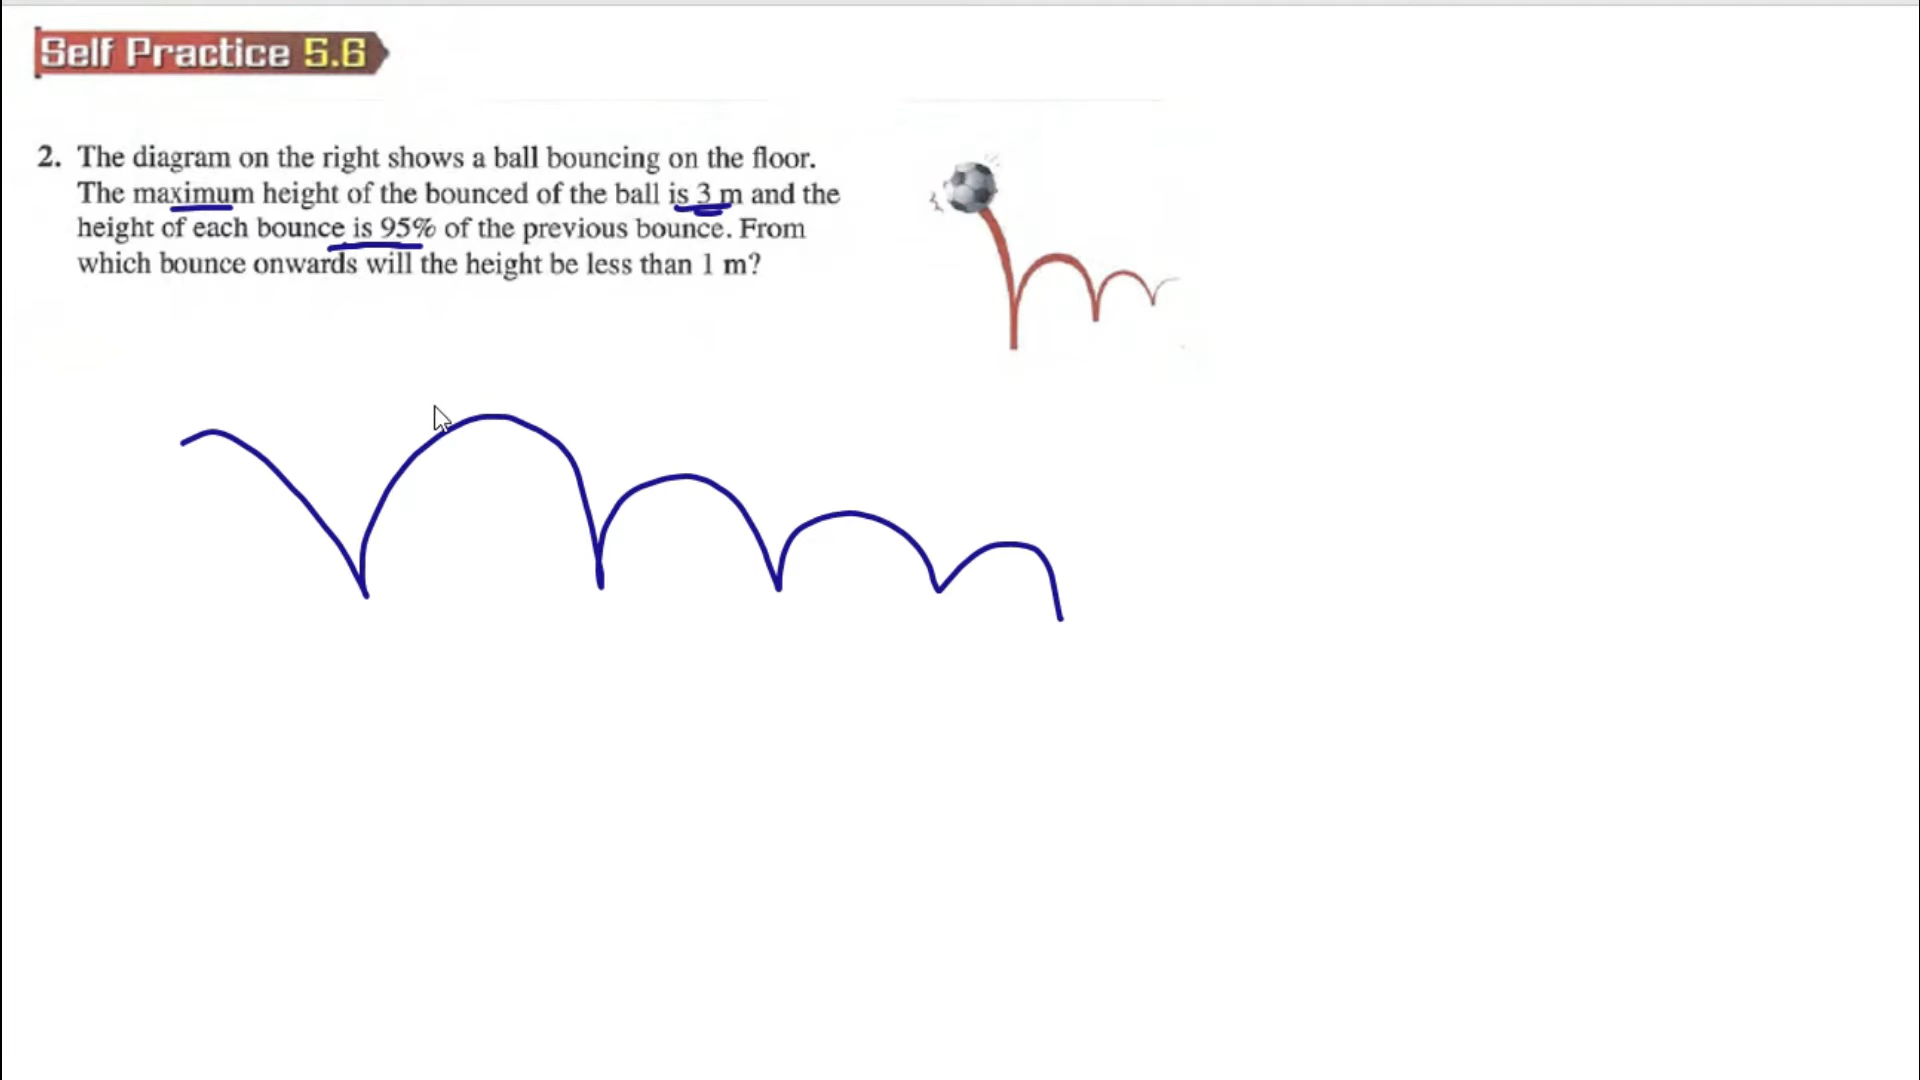 Self Practice 5.6
2. The diagram on the right shows a ball bouncing on the floor.
The maximum height of the bounced of the ball is 3 m and the
height of each bounce is 95% of the previous bounce. From
which bounce onwards will the height be less than 1 m?